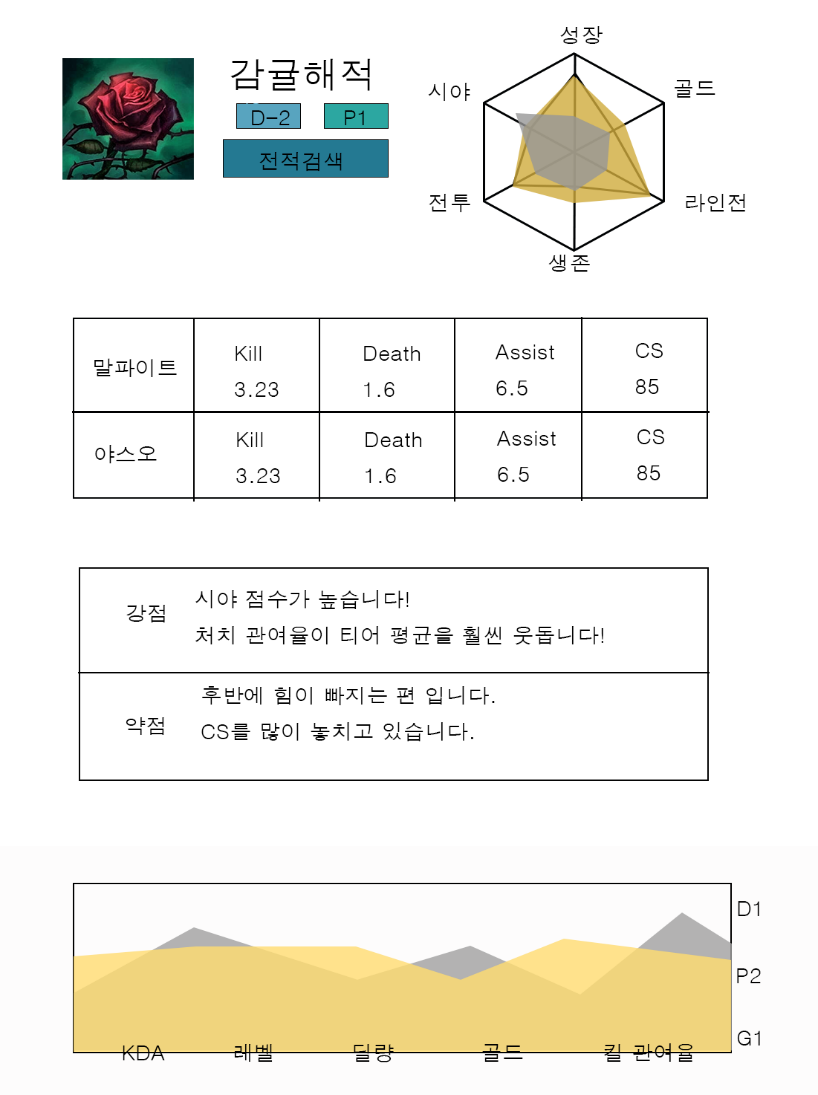 감귤해적
D-2
P1
전적검색
성장
시야
골드
전투
라인전
생존
말파이트
Kill
Death
Assist
CS
3.23
1.6
6.5
85
야스오
Kill
Death
Assist
CS
3.23
1.6
6.5
85
강점
시야 점수가 높습니다!
처치 관여율이 티어 평균을 훨씬 웃돕니다!
약점
후반에 힘이 빠지는 편 입니다.
CS를 많이 놓치고 있습니다.
D1
P2
G1
KDA
레벨
딜량
골드
킬 관여율